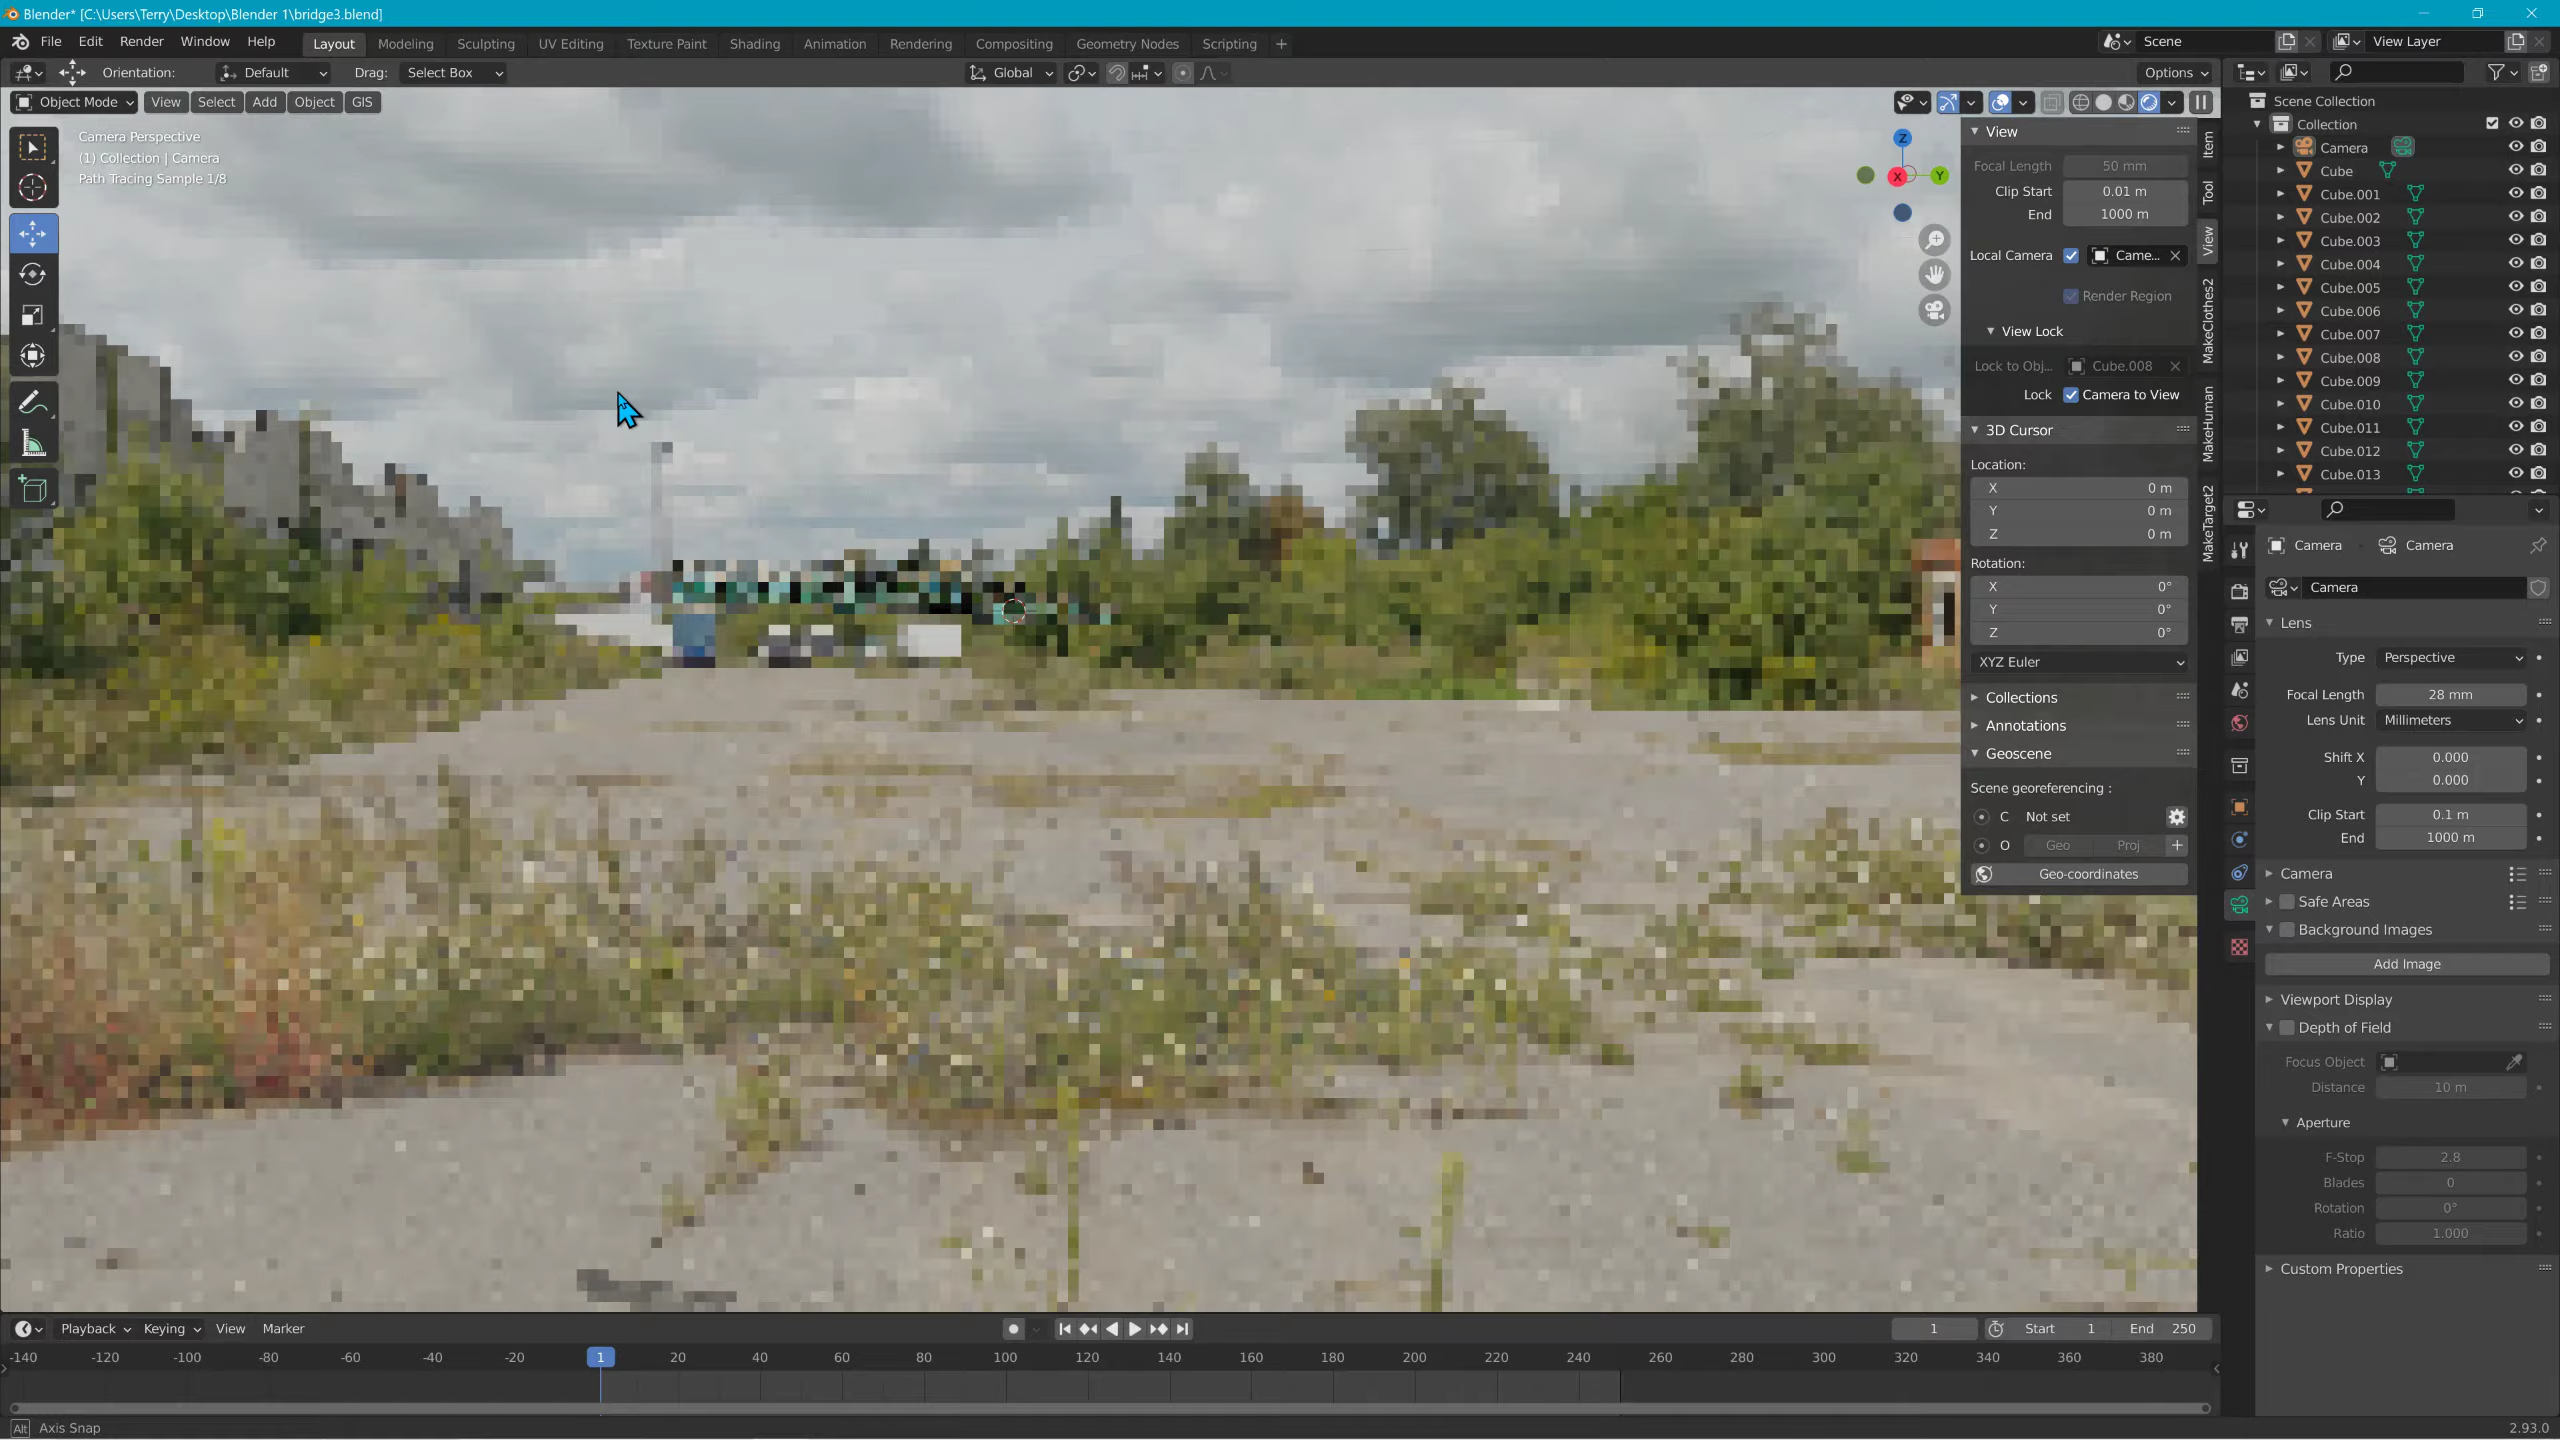 Blender* [C:\Users\Terry\Desktop\Blender 1\bridge3.blend]
File Edit Render Window Help Layout Modeling Sculpting UV Editing Texture Paint Shading Animation Rendering Compositing Geometry Nodes Scripting + Scene View Layer
Orientation: Default Drag: Select Box Global Options
Object Mode View Select Add Object GIS
Camera Perspective
(1) Collection | Camera
Path Tracing Sample 1/8
Z
X
Y
View
Focal Length 50 mm
Clip Start 0.01 m
End 1000 m
Local Camera Came...
Render Region
View Lock
Lock to Obj... Cube.008
Lock Camera to View
3D Cursor
Location:
X 0 m
Y 0 m
Z 0 m
Rotation:
X 0°
Y 0°
Z 0°
XYZ Euler
Collections
Annotations
Geoscene
Scene georeferencing :
C Not set
O Geo Proj +
Geo-coordinates
Item
Tool
View
MakeClothes2
MakeHuman
MakeTarget2
Scene Collection
Collection
Camera
Cube
Cube.001
Cube.002
Cube.003
Cube.004
Cube.005
Cube.006
Cube.007
Cube.008
Cube.009
Cube.010
Cube.011
Cube.012
Cube.013
Camera Camera
Camera
Lens
Type Perspective
Focal Length 28 mm
Lens Unit Millimeters
Shift X 0.000
Y 0.000
Clip Start 0.1 m
End 1000 m
Camera
Safe Areas
Background Images
Add Image
Viewport Display
Depth of Field
Focus Object
Distance 10 m
Aperture
F-Stop 2.8
Blades 0
Rotation 0°
Ratio 1.000
Custom Properties
Playback Keying View Marker 1 Start 1 End 250
-140 -120 -100 -80 -60 -40 -20 1 20 40 60 80 100 120 140 160 180 200 220 240 260 280 300 320 340 360 380
Alt Axis Snap 2.93.0